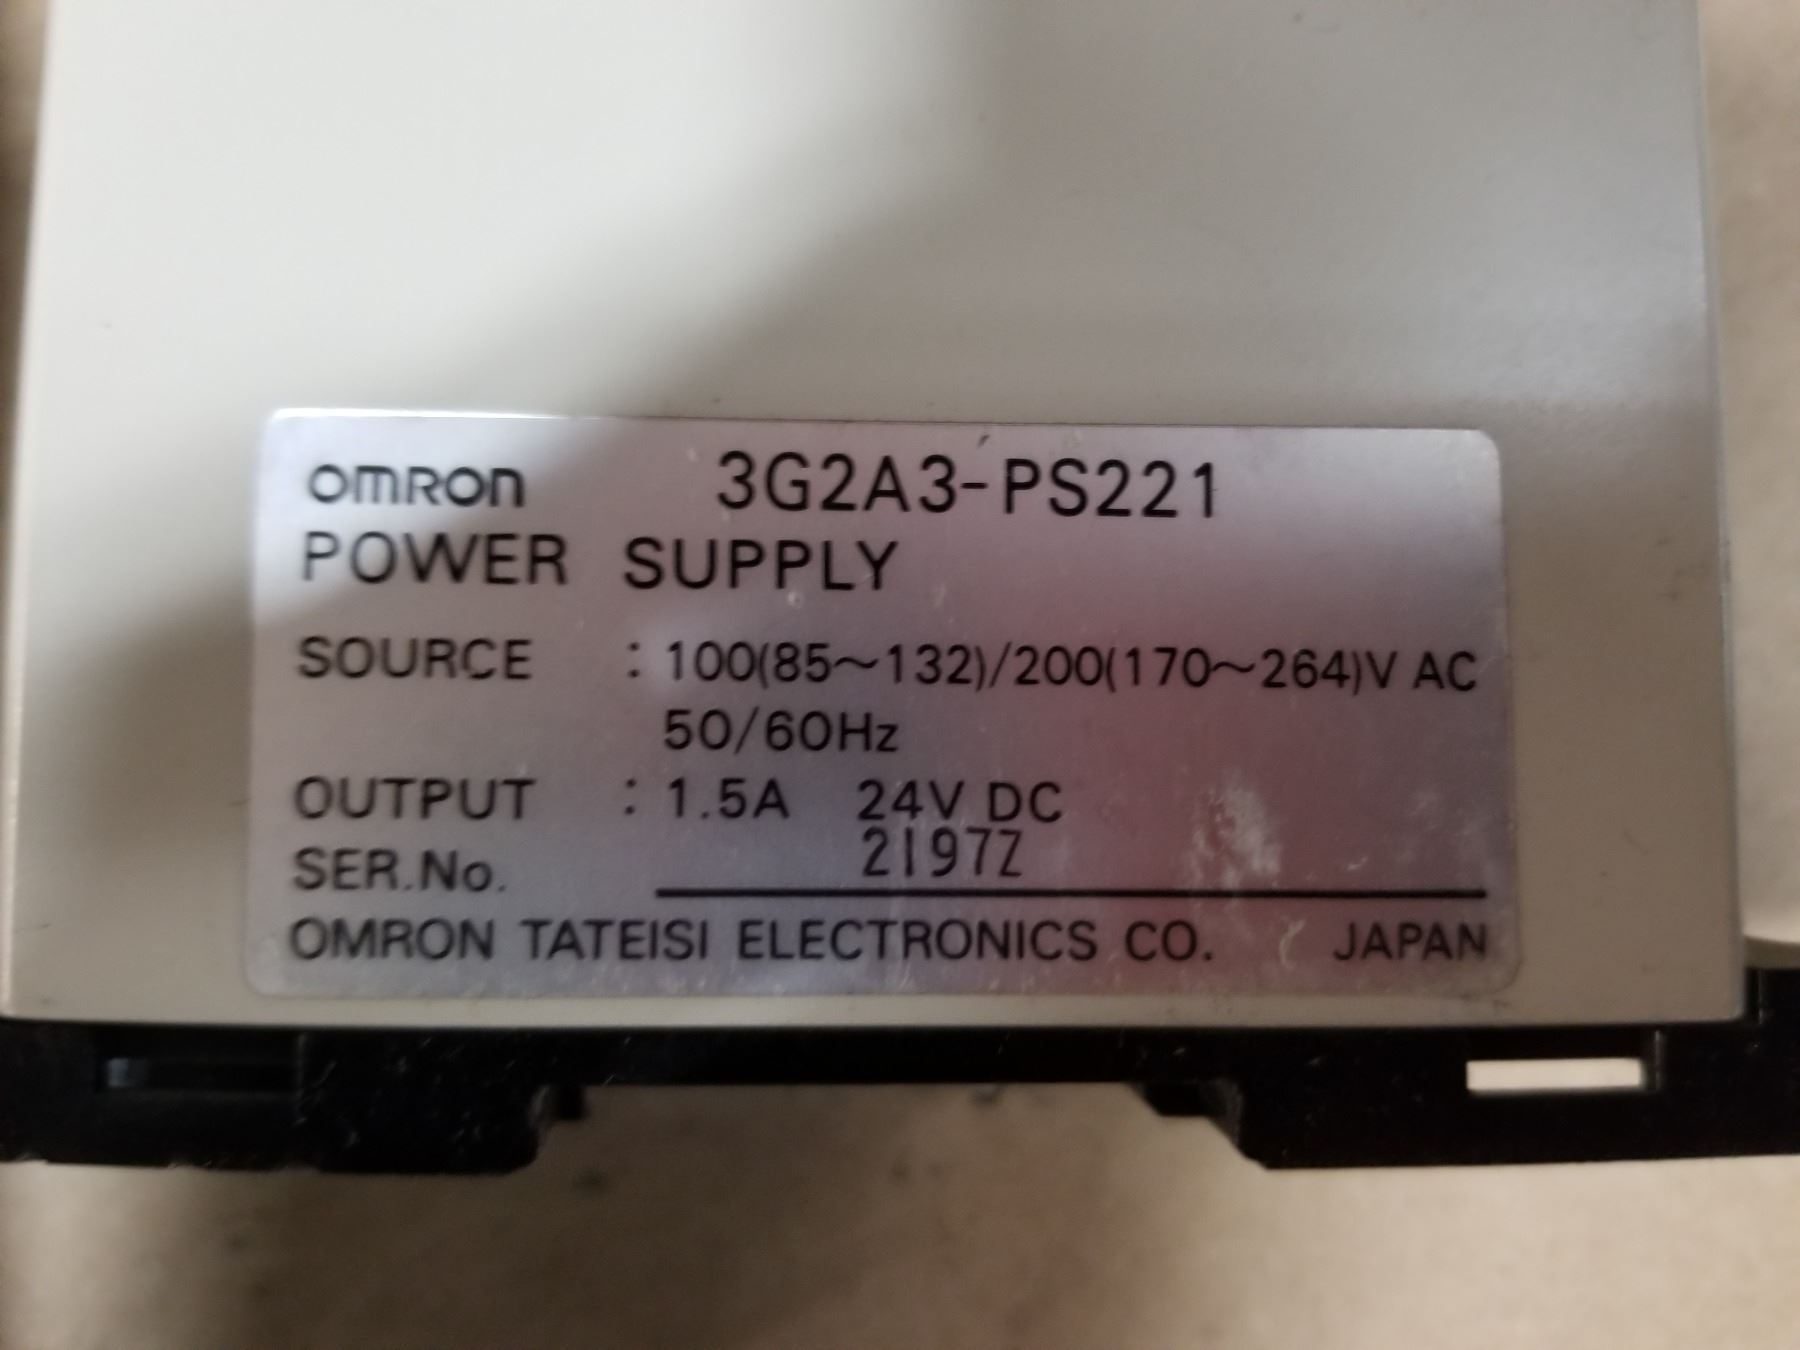 OMRON 3G2A3-PS221
POWER SUPPLY
SOURCE : 100(85~132)/200(170~264)V AC
50/60Hz
OUTPUT : 1.5A 24V DC
SER.No. 2197Z
OMRON TATEISI ELECTRONICS CO. JAPAN